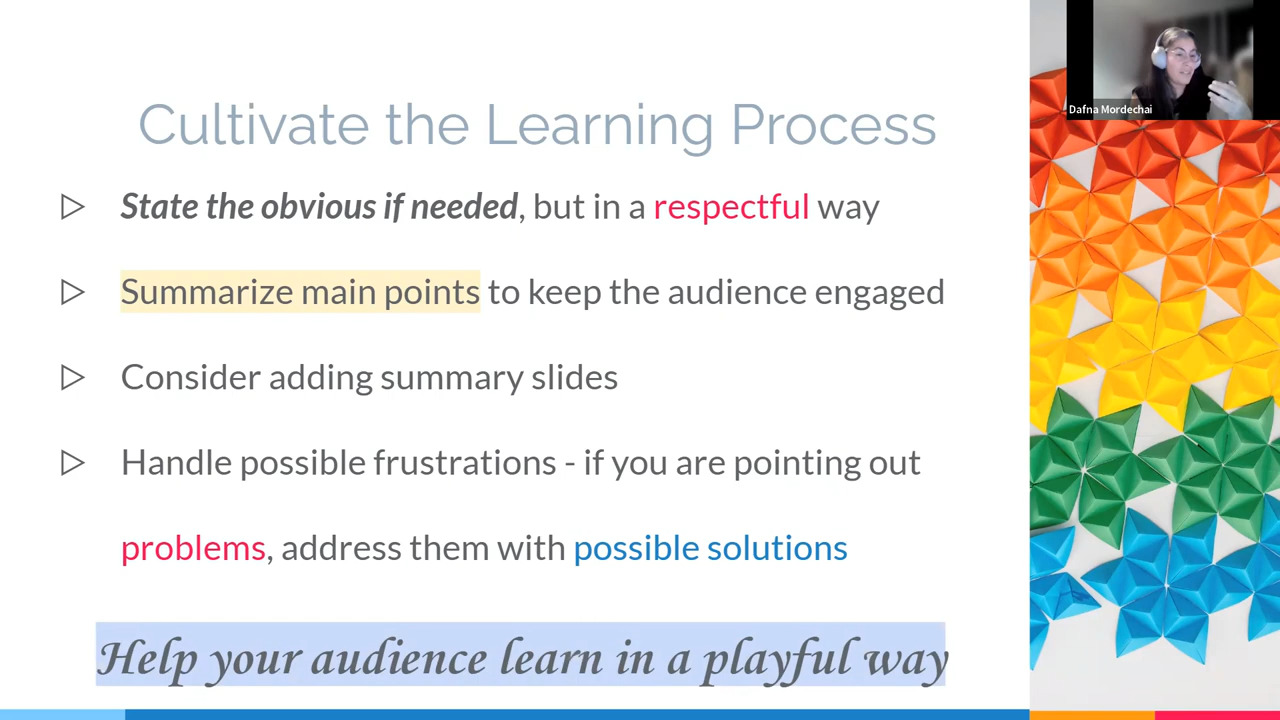 Cultivate the Learning Process
State the obvious if needed, but in a respectful way
Summarize main points to keep the audience engaged
Consider adding summary slides
Handle possible frustrations - if you are pointing out
problems, address them with possible solutions
Help your audience learn in a playful way
Dafna Mordechai